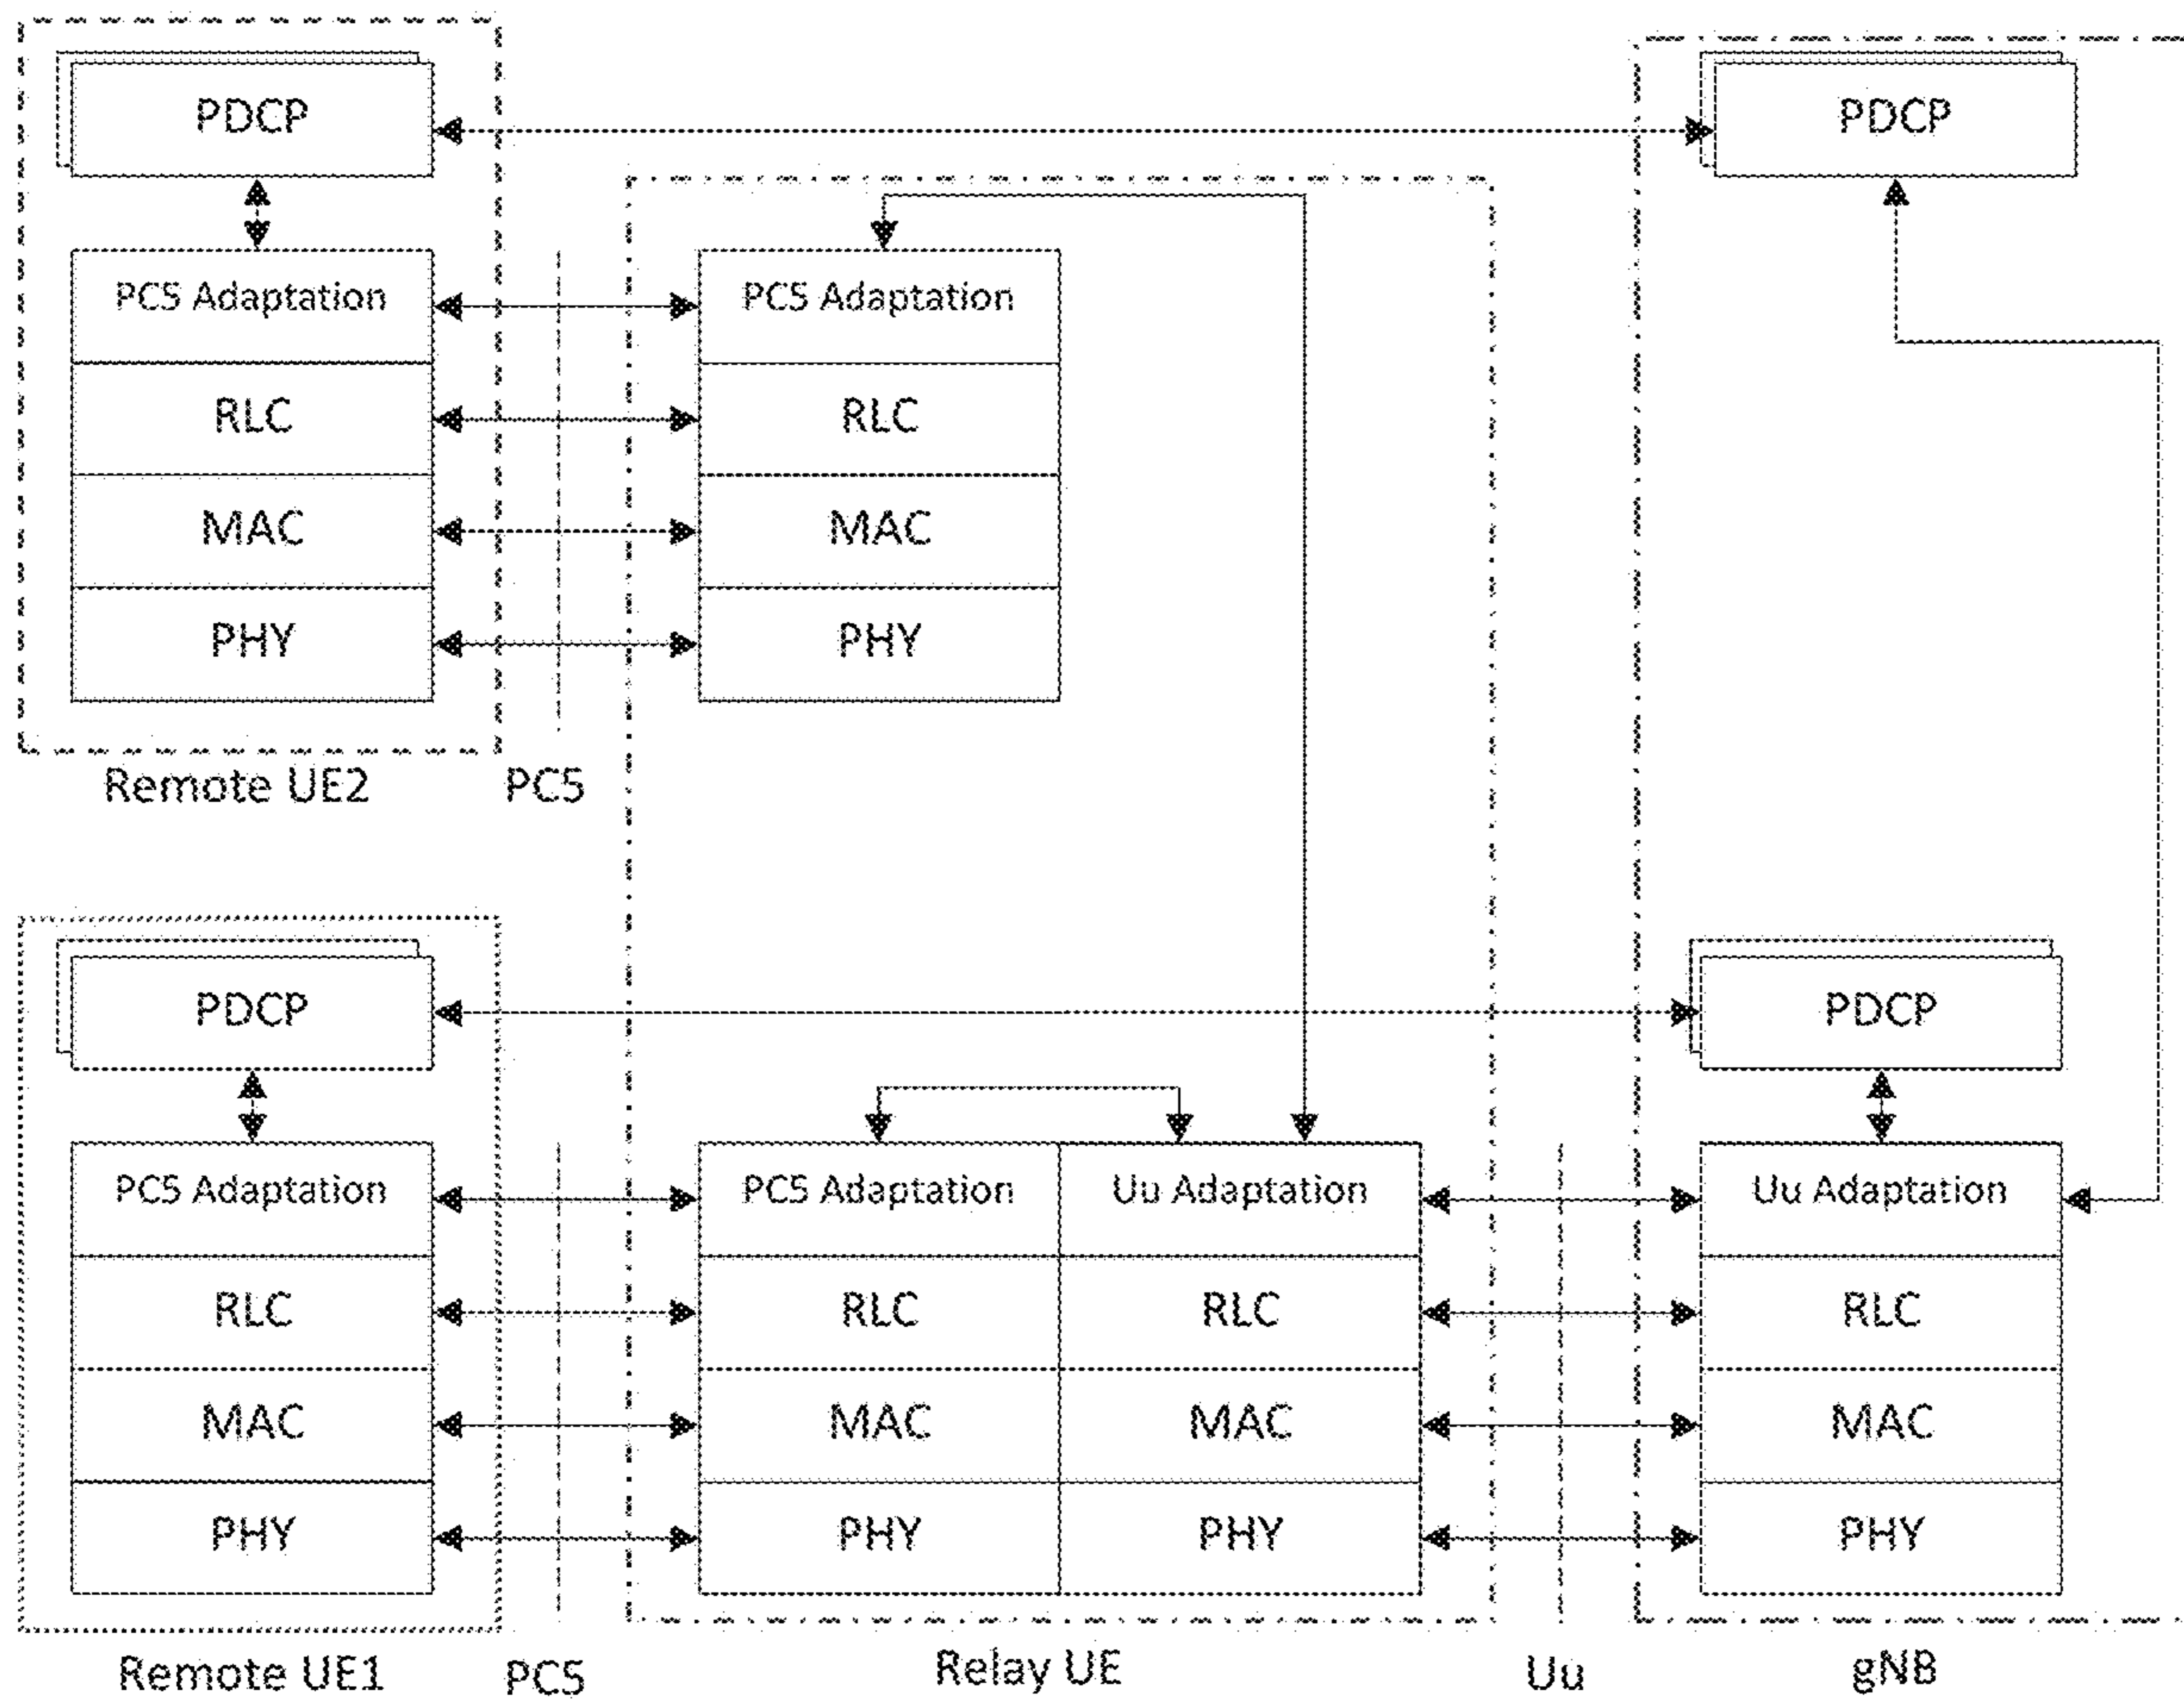 PDCP
PDCP
PC5 Adaptation
PC5 Adaptation
RLC
RLC
MAC
MAC
PHY
PHY
Remote UE2
PC5
PDCP
PDCP
PC5 Adaptation
PC5 Adaptation
Uu Adaptation
Uu Adaptation
RLC
RLC
RLC
RLC
MAC
MAC
MAC
MAC
PHY
PHY
PHY
PHY
Remote UE1
PC5
Relay UE
Uu
gNB